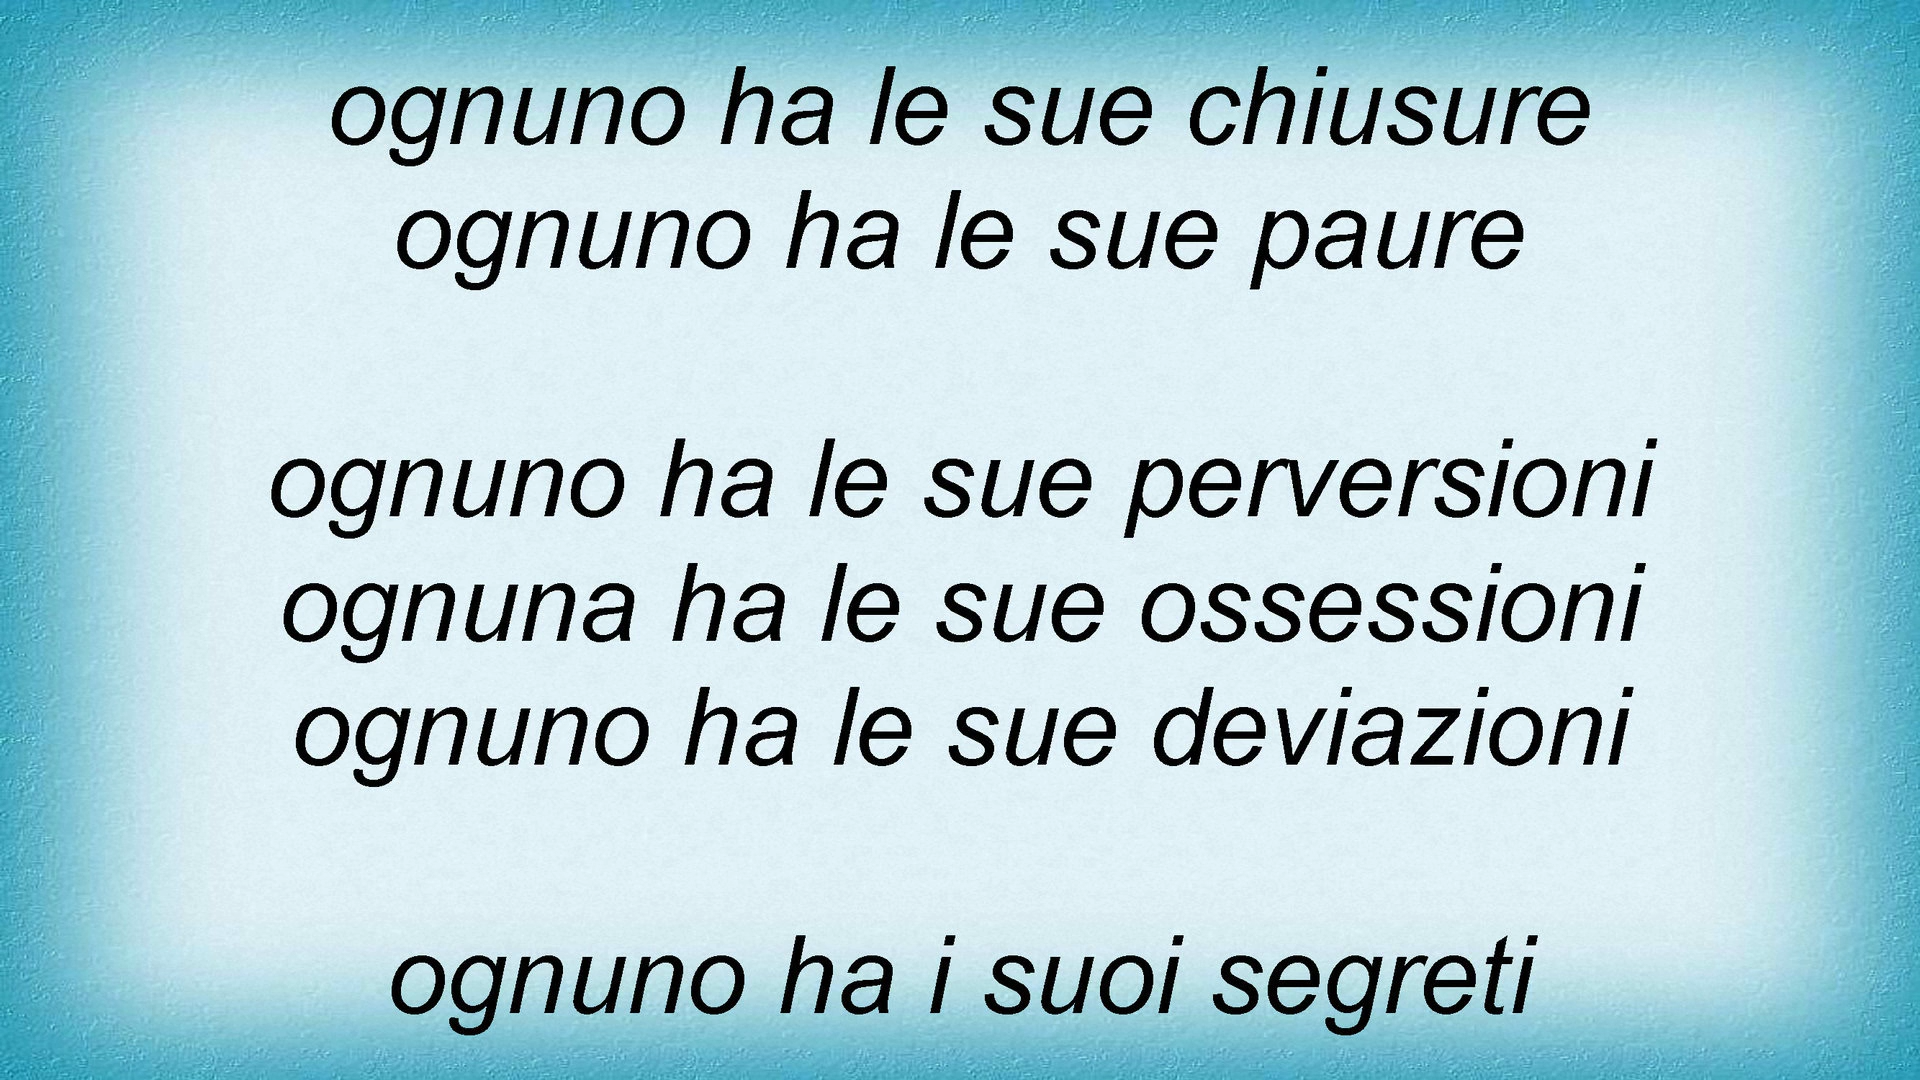 ognuno ha le sue chiusure
ognuno ha le sue paure
ognuno ha le sue perversioni
ognuna ha le sue ossessioni
ognuno ha le sue deviazioni
ognuno ha i suoi segreti